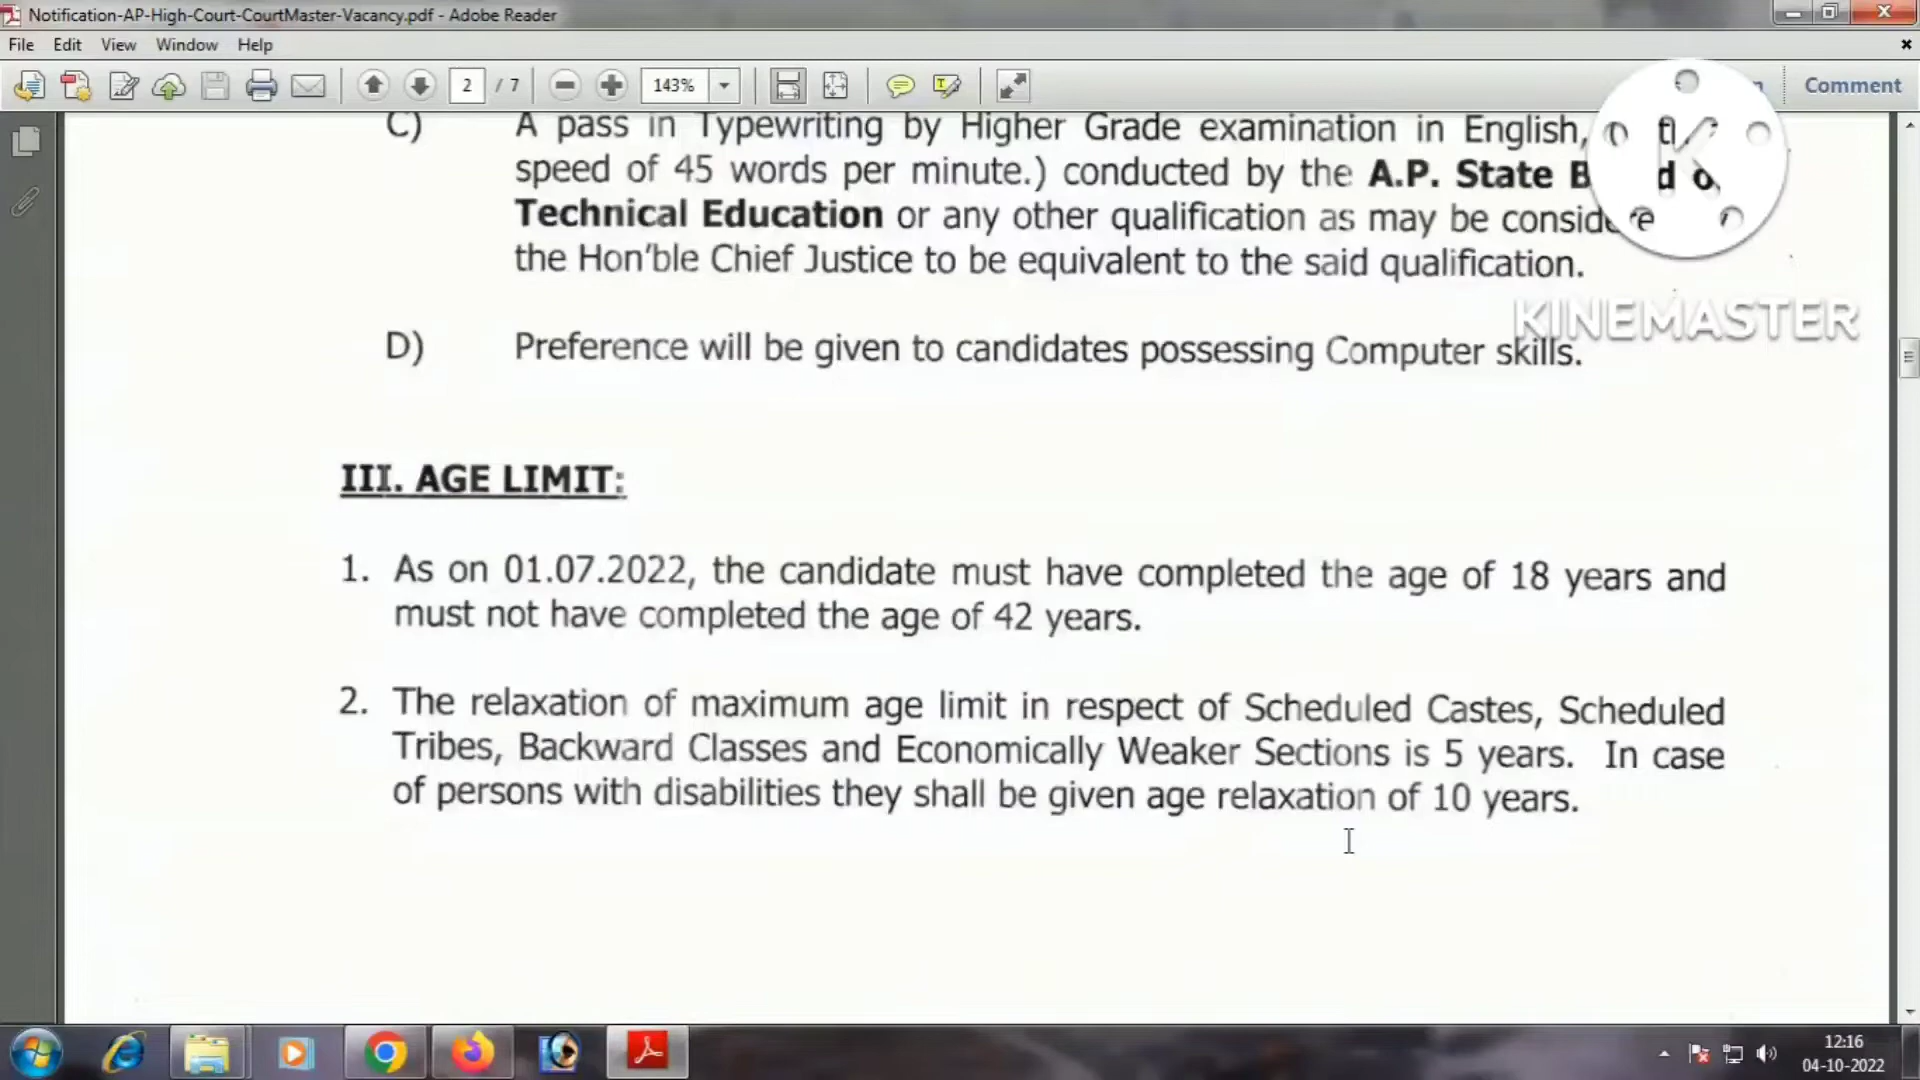 Notification-AP-High-Court-CourtMaster-Vacancy.pdf - Adobe Reader
File Edit View Window Help
2 / 7 143% Comment
C) A pass in Typewriting by Higher Grade examination in English,
speed of 45 words per minute.) conducted by the A.P. State
Technical Education or any other qualification as may be
the Hon'ble Chief Justice to be equivalent to the said qualification.
KINEMASTER
D) Preference will be given to candidates possessing Computer skills.
III. AGE LIMIT:
1. As on 01.07.2022, the candidate must have completed the age of 18 years and
must not have completed the age of 42 years.
2. The relaxation of maximum age limit in respect of Scheduled Castes, Scheduled
Tribes, Backward Classes and Economically Weaker Sections is 5 years. In case
of persons with disabilities they shall be given age relaxation of 10 years.
12:16
04-10-2022